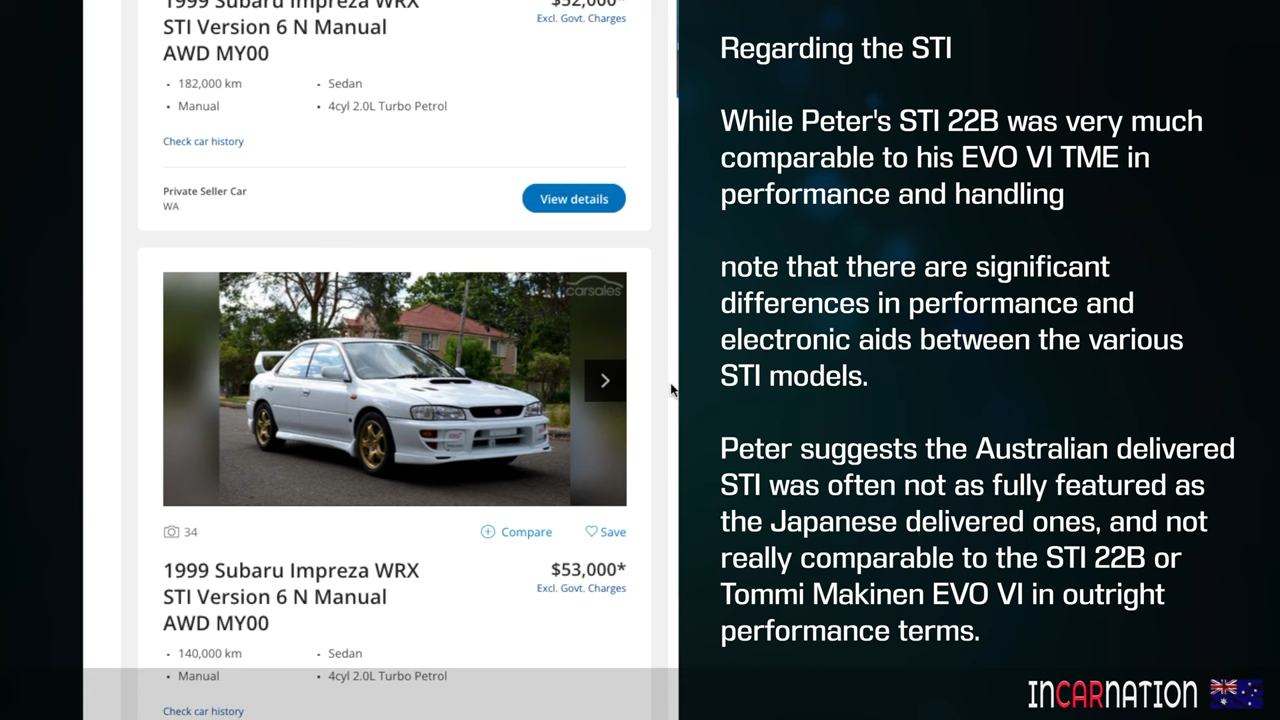 1999 Subaru Impreza WRX
STI Version 6 N Manual
AWD MY00
$52,000*
Excl. Govt. Charges
• 182,000 km
• Sedan
• Manual
• 4cyl 2.0L Turbo Petrol
Check car history
Private Seller Car
WA
View details
carsales
34
Compare
Save
1999 Subaru Impreza WRX
STI Version 6 N Manual
AWD MY00
$53,000*
Excl. Govt. Charges
• 140,000 km
• Sedan
• Manual
• 4cyl 2.0L Turbo Petrol
Check car history
Regarding the STI
While Peter's STI 22B was very much
comparable to his EVO VI TME in
performance and handling
note that there are significant
differences in performance and
electronic aids between the various
STI models.
Peter suggests the Australian delivered
STI was often not as fully featured as
the Japanese delivered ones, and not
really comparable to the STI 22B or
Tommi Makinen EVO VI in outright
performance terms.
INCARNATION